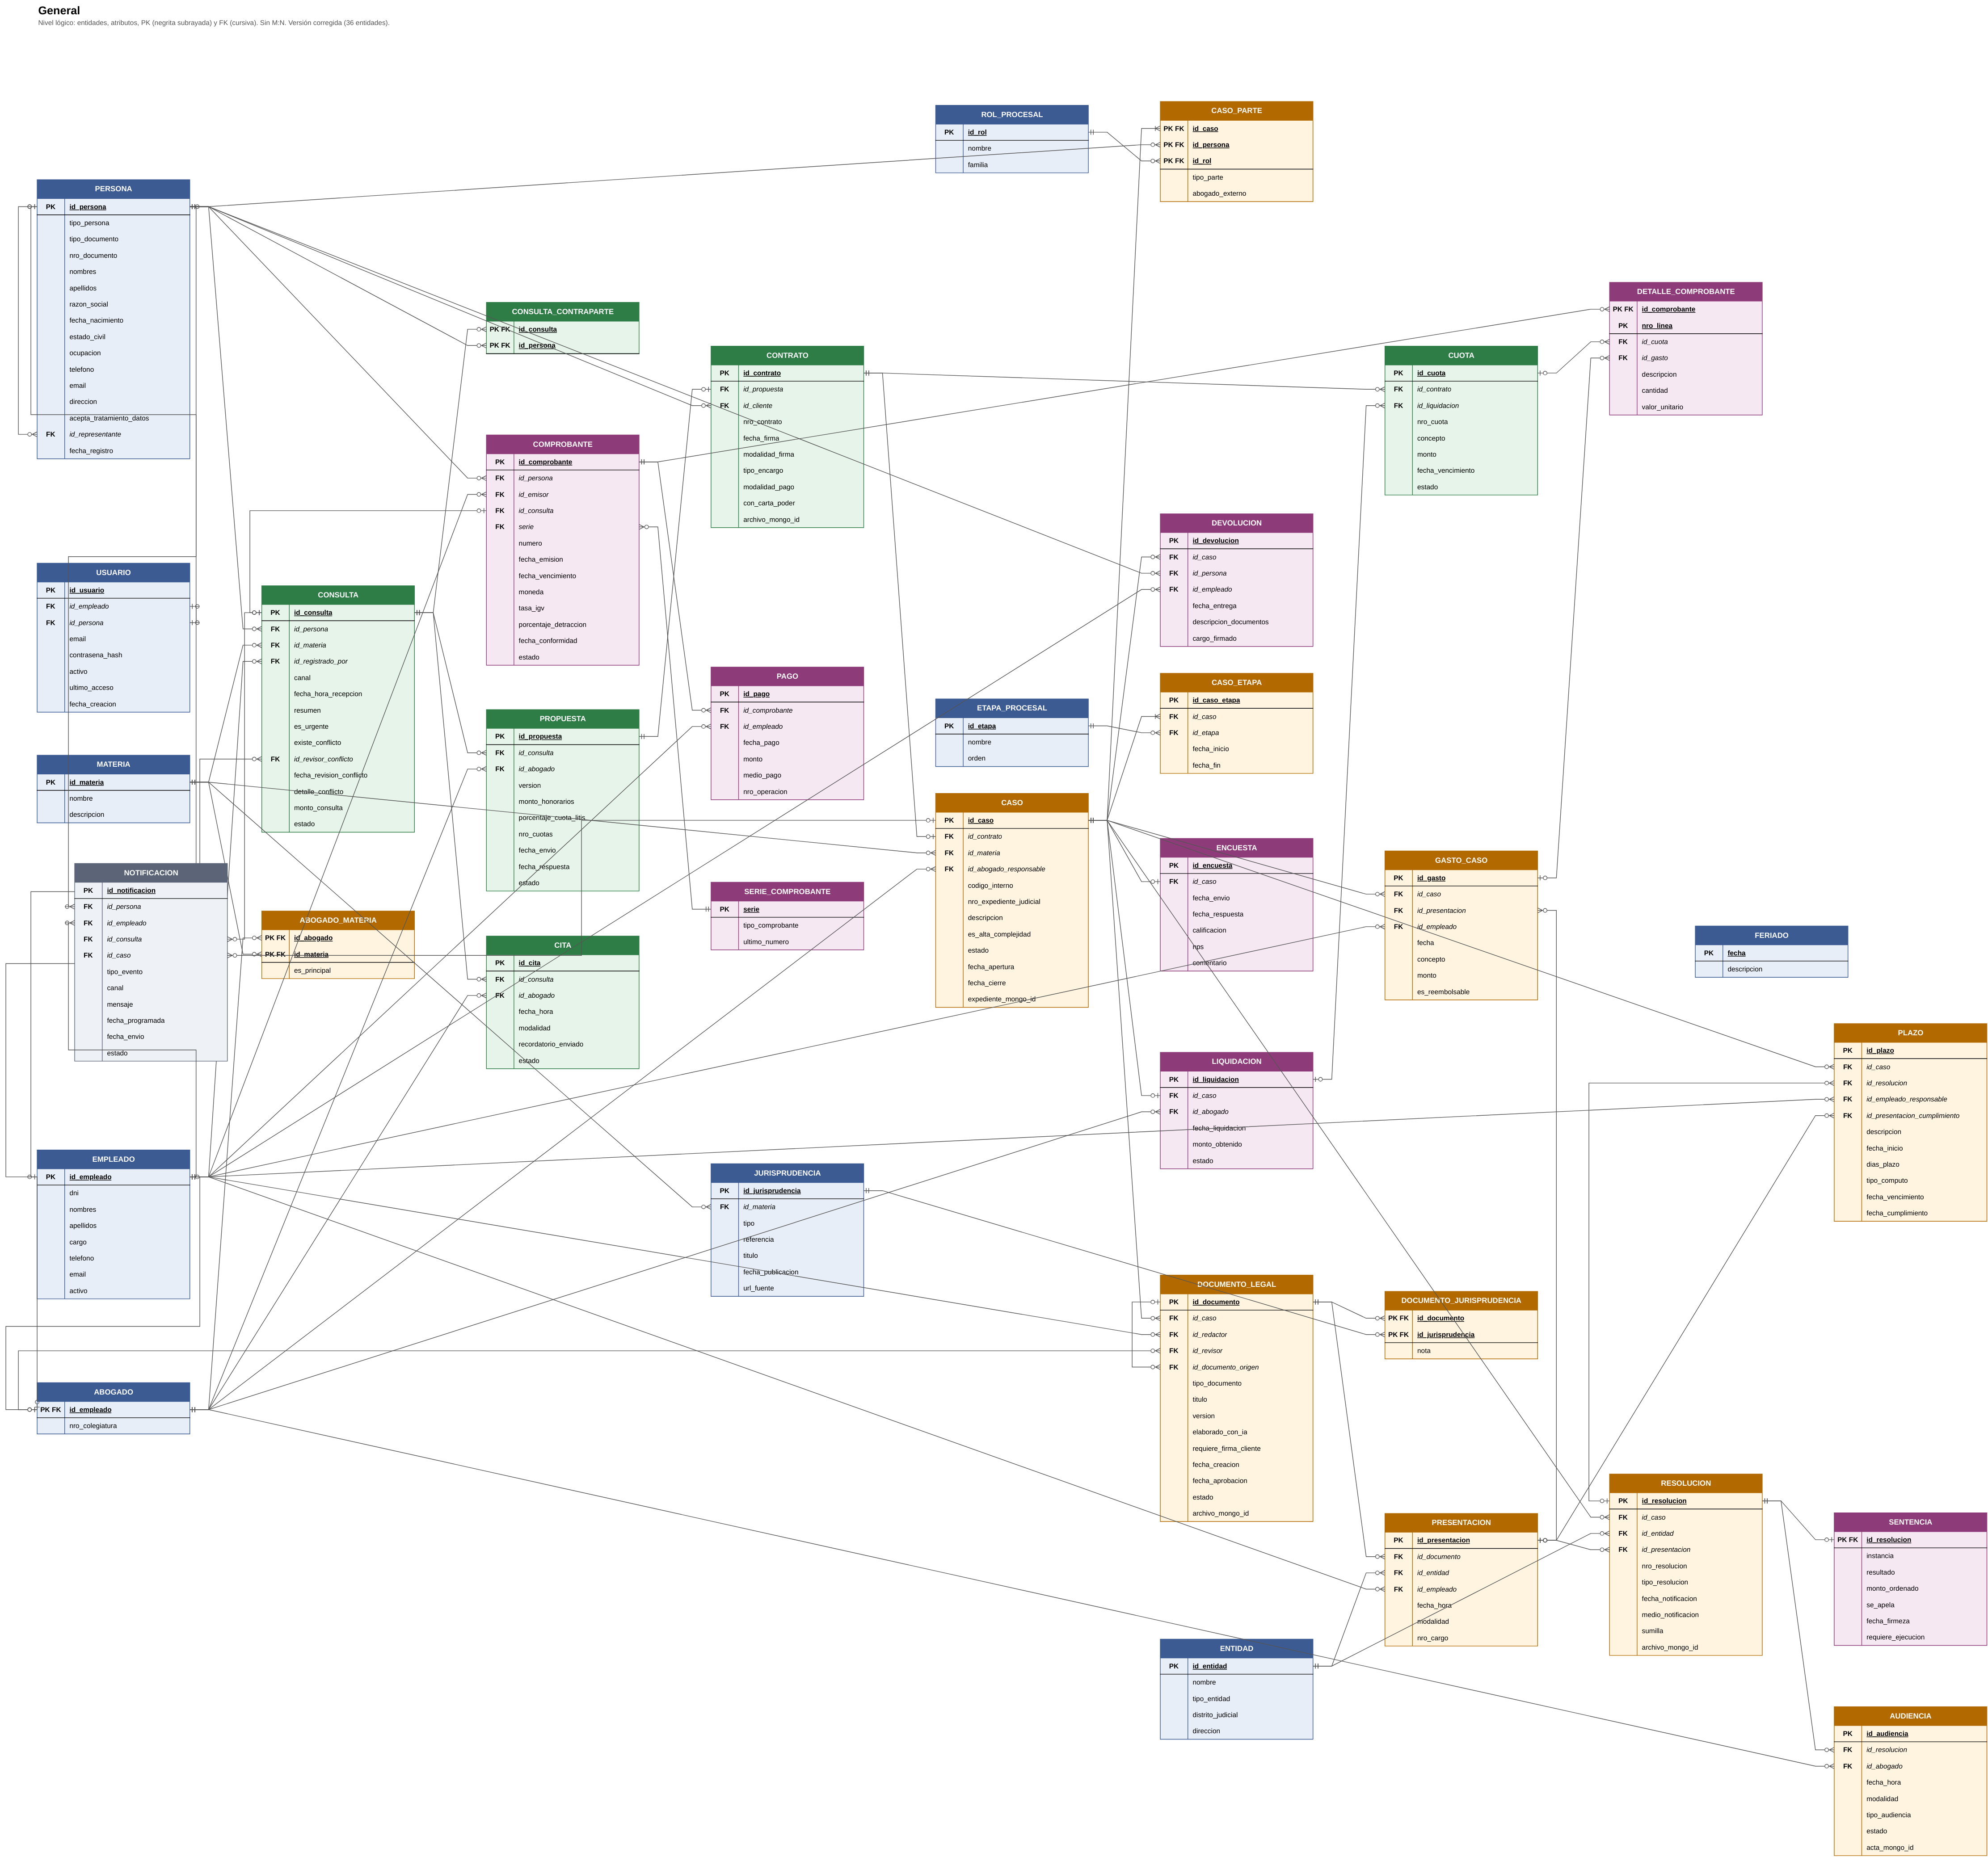 General
Nivel lógico: entidades, atributos, PK (negrita subrayada) y FK (cursiva). Sin M:N. Versión corregida (36 entidades).
ROL_PROCESAL
PK id_rol
nombre
familia
CASO_PARTE
PK FK id_caso
PK FK id_persona
PK FK id_rol
tipo_parte
abogado_externo
PERSONA
PK id_persona
tipo_persona
tipo_documento
nro_documento
nombres
apellidos
razon_social
fecha_nacimiento
estado_civil
ocupacion
telefono
email
direccion
acepta_tratamiento_datos
FK id_representante
fecha_registro
CONSULTA_CONTRAPARTE
PK FK id_consulta
PK FK id_persona
CONTRATO
PK id_contrato
FK id_propuesta
FK id_cliente
nro_contrato
fecha_firma
modalidad_firma
tipo_encargo
modalidad_pago
con_carta_poder
archivo_mongo_id
CUOTA
PK id_cuota
FK id_contrato
FK id_liquidacion
nro_cuota
concepto
monto
fecha_vencimiento
estado
DETALLE_COMPROBANTE
PK FK id_comprobante
PK nro_linea
FK id_cuota
FK id_gasto
descripcion
cantidad
valor_unitario
COMPROBANTE
PK id_comprobante
FK id_persona
FK id_emisor
FK id_consulta
FK serie
numero
fecha_emision
fecha_vencimiento
moneda
tasa_igv
porcentaje_detraccion
fecha_conformidad
estado
DEVOLUCION
PK id_devolucion
FK id_caso
FK id_persona
FK id_empleado
fecha_entrega
descripcion_documentos
cargo_firmado
USUARIO
PK id_usuario
FK id_empleado
FK id_persona
email
contrasena_hash
activo
ultimo_acceso
fecha_creacion
CONSULTA
PK id_consulta
FK id_persona
FK id_materia
FK id_registrado_por
canal
fecha_hora_recepcion
resumen
es_urgente
existe_conflicto
FK id_revisor_conflicto
fecha_revision_conflicto
detalle_conflicto
monto_consulta
estado
PAGO
PK id_pago
FK id_comprobante
FK id_empleado
fecha_pago
monto
medio_pago
nro_operacion
CASO_ETAPA
PK id_caso_etapa
FK id_caso
FK id_etapa
fecha_inicio
fecha_fin
ETAPA_PROCESAL
PK id_etapa
nombre
orden
PROPUESTA
PK id_propuesta
FK id_consulta
FK id_abogado
version
monto_honorarios
porcentaje_cuota_litis
nro_cuotas
fecha_envio
fecha_respuesta
estado
MATERIA
PK id_materia
nombre
descripcion
CASO
PK id_caso
FK id_contrato
FK id_materia
FK id_abogado_responsable
codigo_interno
nro_expediente_judicial
descripcion
es_alta_complejidad
estado
fecha_apertura
fecha_cierre
expediente_mongo_id
ENCUESTA
PK id_encuesta
FK id_caso
fecha_envio
fecha_respuesta
calificacion
nps
comentario
GASTO_CASO
PK id_gasto
FK id_caso
FK id_presentacion
FK id_empleado
fecha
concepto
monto
es_reembolsable
NOTIFICACION
PK id_notificacion
FK id_persona
FK id_empleado
FK id_consulta
FK id_caso
tipo_evento
canal
mensaje
fecha_programada
fecha_envio
estado
SERIE_COMPROBANTE
PK serie
tipo_comprobante
ultimo_numero
ABOGADO_MATERIA
PK FK id_abogado
PK FK id_materia
es_principal
FERIADO
PK fecha
descripcion
CITA
PK id_cita
FK id_consulta
FK id_abogado
fecha_hora
modalidad
recordatorio_enviado
estado
PLAZO
PK id_plazo
FK id_caso
FK id_resolucion
FK id_empleado_responsable
FK id_presentacion_cumplimiento
descripcion
fecha_inicio
dias_plazo
tipo_computo
fecha_vencimiento
fecha_cumplimiento
LIQUIDACION
PK id_liquidacion
FK id_caso
FK id_abogado
fecha_liquidacion
monto_obtenido
estado
EMPLEADO
PK id_empleado
dni
nombres
apellidos
cargo
telefono
email
activo
JURISPRUDENCIA
PK id_jurisprudencia
FK id_materia
tipo
referencia
titulo
fecha_publicacion
url_fuente
DOCUMENTO_LEGAL
PK id_documento
FK id_caso
FK id_redactor
FK id_revisor
FK id_documento_origen
tipo_documento
titulo
version
elaborado_con_ia
requiere_firma_cliente
fecha_creacion
fecha_aprobacion
estado
archivo_mongo_id
DOCUMENTO_JURISPRUDENCIA
PK FK id_documento
PK FK id_jurisprudencia
nota
ABOGADO
PK FK id_empleado
nro_colegiatura
RESOLUCION
PK id_resolucion
FK id_caso
FK id_entidad
FK id_presentacion
nro_resolucion
tipo_resolucion
fecha_notificacion
medio_notificacion
sumilla
archivo_mongo_id
PRESENTACION
PK id_presentacion
FK id_documento
FK id_entidad
FK id_empleado
fecha_hora
modalidad
nro_cargo
SENTENCIA
PK FK id_resolucion
instancia
resultado
monto_ordenado
se_apela
fecha_firmeza
requiere_ejecucion
ENTIDAD
PK id_entidad
nombre
tipo_entidad
distrito_judicial
direccion
AUDIENCIA
PK id_audiencia
FK id_resolucion
FK id_abogado
fecha_hora
modalidad
tipo_audiencia
estado
acta_mongo_id